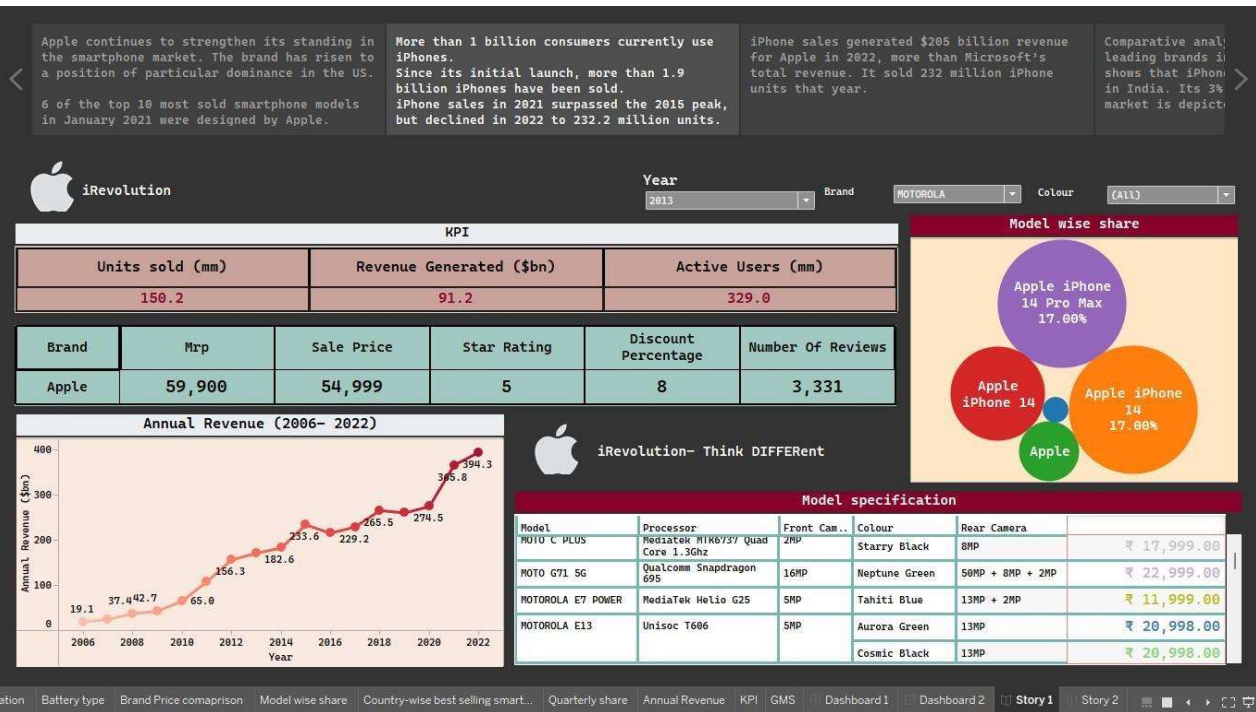 Apple continues to strengthen its standing in
the smartphone market. The brand has risen to
a position of particular dominance in the US.
6 of the top 10 most sold smartphone models
in January 2021 were designed by Apple.
More than 1 billion consumers currently use
iPhones.
Since its initial launch, more than 1.9
billion iPhones have been sold.
iPhone sales in 2021 surpassed the 2015 peak,
but declined in 2022 to 232.2 million units.
iPhone sales generated $205 billion revenue
for Apple in 2022, more than Microsoft's
total revenue. It sold 232 million iPhone
units that year.
Comparative
leading brands
shows that
in India. Its 3%
market is
iRevolution
Year
2013
Brand
MOTOROLA
Colour
(All)
KPI
Units sold (mm) Revenue Generated ($bn) Active Users (mm)
150.2 91.2 329.0
Brand Mrp Sale Price Star Rating Discount Percentage Number Of Reviews
Apple 59,900 54,999 5 8 3,331
Model wise share
Apple iPhone
14 Pro Max
17.00%
Apple
iPhone 14
Apple iPhone
14
17.00%
Apple
Annual Revenue (2006- 2022)
Annual Revenue ($bn)
400
300
200
100
0
19.1
37.4
42.7
65.0
156.3
182.6
233.6
229.2
265.5
274.5
365.8
394.3
2006 2008 2010 2012 2014 2016 2018 2020 2022
Year
iRevolution- Think DIFFERent
Model specification
Model Processor Front Cam.. Colour Rear Camera
MOTO C PLUS Mediatek MTK6737 Quad Core 1.3Ghz 2MP Starry Black 8MP ₹ 17,999.00
MOTO G71 5G Qualcomm Snapdragon 695 16MP Neptune Green 50MP + 8MP + 2MP ₹ 22,999.00
MOTOROLA E7 POWER MediaTek Helio G25 5MP Tahiti Blue 13MP + 2MP ₹ 11,999.00
MOTOROLA E13 Unisoc T606 5MP Aurora Green 13MP ₹ 20,998.00
Cosmic Black 13MP ₹ 20,998.00
Battery type Brand Price comaprison Model wise share Country-wise best selling smart... Quarterly share Annual Revenue KPI GMS Dashboard 1 Dashboard 2 Story 1 Story 2